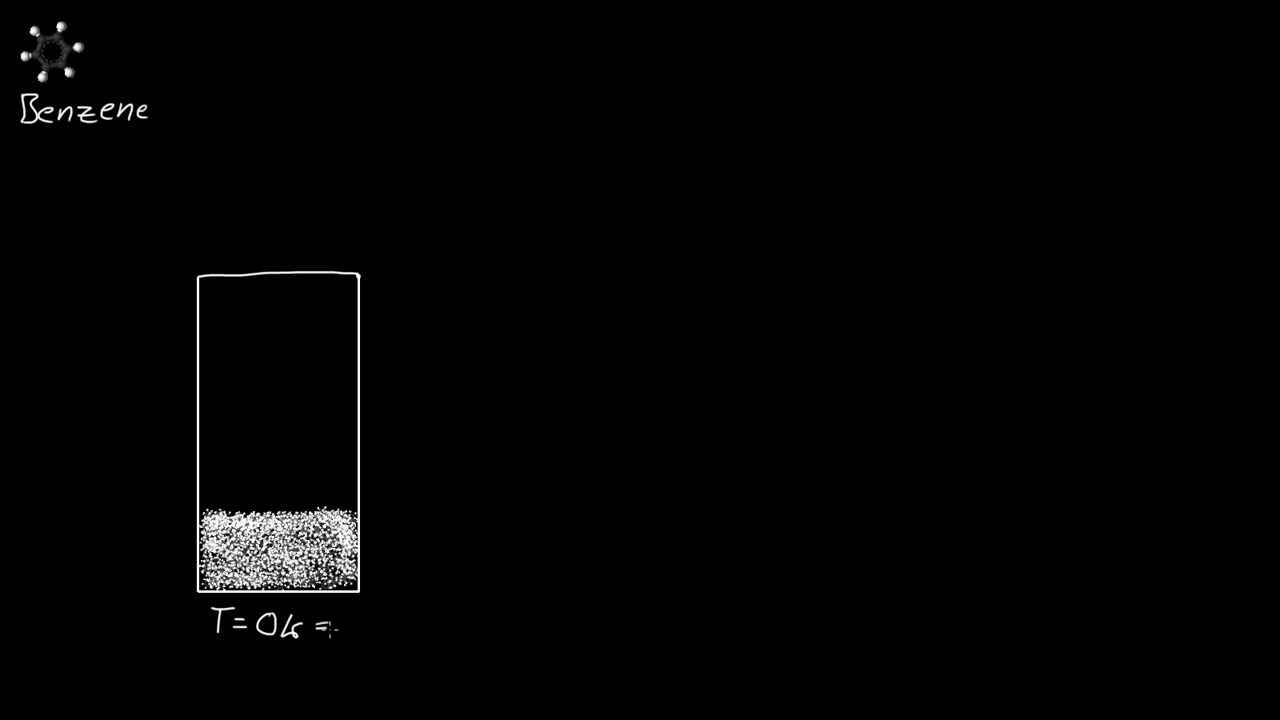 Benzene
T = 0K =